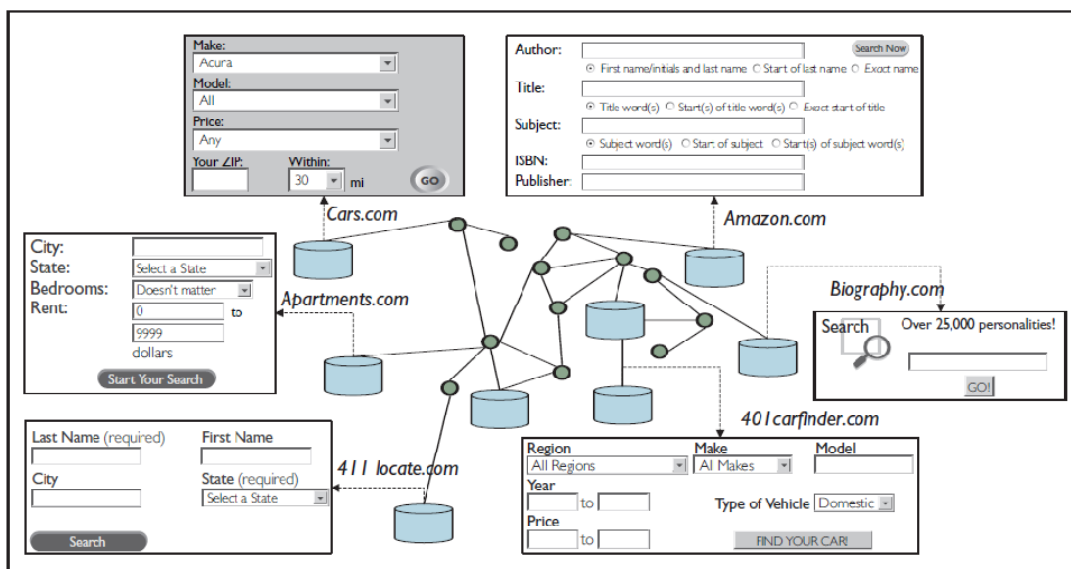 Make:
Acura
Model:
All
Price:
Any
Your ZIP: Within:
30 mi GO
Cars.com
Author: Search Now
First name/initials and last name Start of last name Exact name
Title:
Title word(s) Start(s) of title word(s) Exact start of title
Subject:
Subject word(s) Start of subject Start(s) of subject word(s)
ISBN:
Publisher:
Amazon.com
City:
State: Select a State
Bedrooms: Doesn't matter
Rent: 0 to
9999
dollars
Start Your Search
Apartments.com
Biography.com
Search Over 25,000 personalities!
GO!
Last Name (required) First Name
City State (required)
Select a State
Search
411 locate.com
401carfinder.com
Region Make Model
All Regions Al Makes
Year
to Type of Vehicle Domestic
Price
to FIND YOUR CAR!